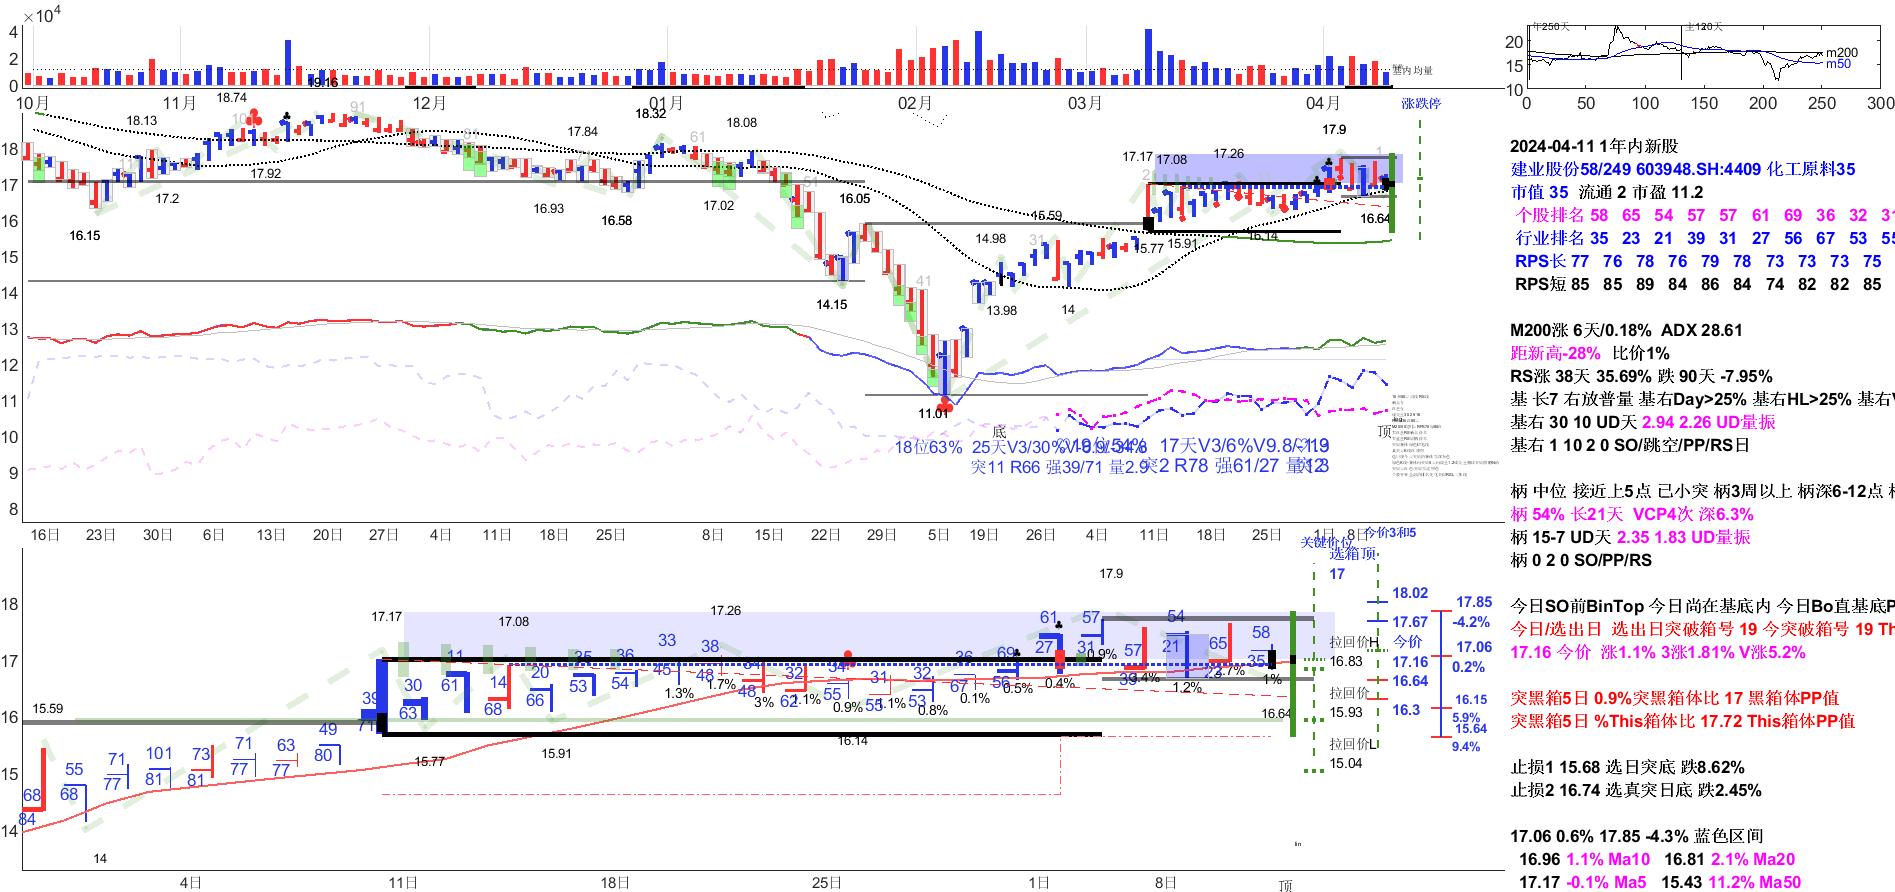 ×10⁴
4
2
0
基内均量
10月
11月
12月
01月
02月
03月
04月
涨跌停
19.16
18.74
18.13
18.32
18.08
17.84
17.92
17.2
16.15
16.93
16.58
17.02
16.05
14.15
11.01
13.98
14.98
15.59
14
15.77
15.91
16.14
17.17
17.08
17.26
17.9
16.64
91
61
31
41
18
17
16
15
14
13
12
11
10
9
8
底
顶
18位63%
25天V3/30%
突11 R66 强39/71 量2.9
17天V3/6%V9.8/-1.9
突2 R78 强61/27
16日
23日
30日
6日
13日
20日
27日
4日
11日
18日
25日
8日
15日
22日
29日
5日
19日
26日
4日
11日
18日
25日
1日
8日
今价3和5
关键价位
选箱顶
17
18
17
16
15
14
15.59
17.17
17.08
17.26
17.9
15.77
15.91
16.14
16.64
14
68
84
55
68
71
77
101
81
73
81
71
77
63
77
49
80
39
30
63
11
61
14
68
20
66
35
53
36
54
33
45
38
48
48
32
62
55
31
55
32
53
36
67
69
56
61
27
57
31
57
54
21
65
58
35
1.3%
1.7%
3%
0.9%
0.8%
0.1%
0.5%
0.4%
0.9%
1.2%
1%
18.02
17.67
今价
17.16
16.64
16.3
拉回价H
16.83
拉回价
15.93
拉回价L
15.04
17.85
-4.2%
17.06
0.2%
16.15
5.9%
15.64
9.4%
4日
11日
18日
25日
1日
8日
顶
lin
年250天
主120天
20
15
10
m200
m50
0
50
100
150
200
250
300
2024-04-11 1年内新股
建业股份58/249 603948.SH:4409 化工原料35
市值 35 流通 2 市盈 11.2
个股排名 58 65 54 57 57 61 69 36 32 31
行业排名 35 23 21 39 31 27 56 67 53 55
RPS长 77 76 78 76 79 78 73 73 73 75
RPS短 85 85 89 84 86 84 74 82 82 85
M200涨 6天/0.18% ADX 28.61
距新高-28% 比价1%
RS涨 38天 35.69% 跌 90天 -7.95%
基 长7 右放普量 基右Day>25% 基右HL>25% 基右V
基右 30 10 UD天 2.94 2.26 UD量振
基右 1 10 2 0 SO/跳空/PP/RS日
柄 中位 接近上5点 已小突 柄3周以上 柄深6-12点
柄 54% 长21天 VCP4次 深6.3%
柄 15-7 UD天 2.35 1.83 UD量振
柄 0 2 0 SO/PP/RS
今日SO前BinTop 今日尚在基底内 今日Bo直基底P
今日/选出日 选出日突破箱号 19 今突破箱号 19 Th
17.16 今价 涨1.1% 3涨1.81% V涨5.2%
突黑箱5日 0.9%突黑箱体比 17 黑箱体PP值
突黑箱5日 %This箱体比 17.72 This箱体PP值
止损1 15.68 选日突底 跌8.62%
止损2 16.74 选真突日底 跌2.45%
17.06 0.6% 17.85 -4.3% 蓝色区间
16.96 1.1% Ma10 16.81 2.1% Ma20
17.17 -0.1% Ma5 15.43 11.2% Ma50